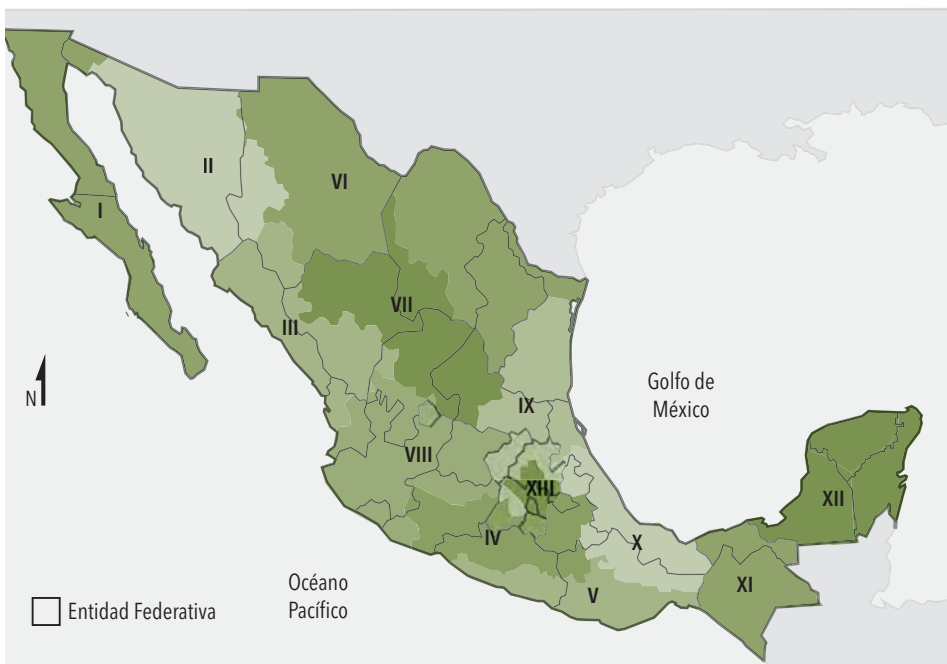 II
VI
I
VII
III
N
Golfo de
México
IX
VIII
XIII
XII
IV
X
V
XI
Océano
Pacífico
Entidad Federativa